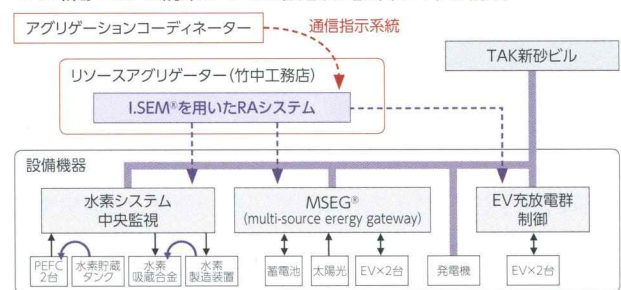 アグリゲーションコーディネーター
通信指示系統
TAK新砂ビル
リソースアグリゲーター(竹中工務店)
I.SEM®を用いたRAシステム
設備機器
水素システム
中央監視
MSEG®
(multi-source energy gateway)
EV充放電群
制御
PEFC
2台
水素貯蔵
タンク
水素
吸蔵合金
水素
製造装置
蓄電池
太陽光
EV×2台
発電機
EV×2台